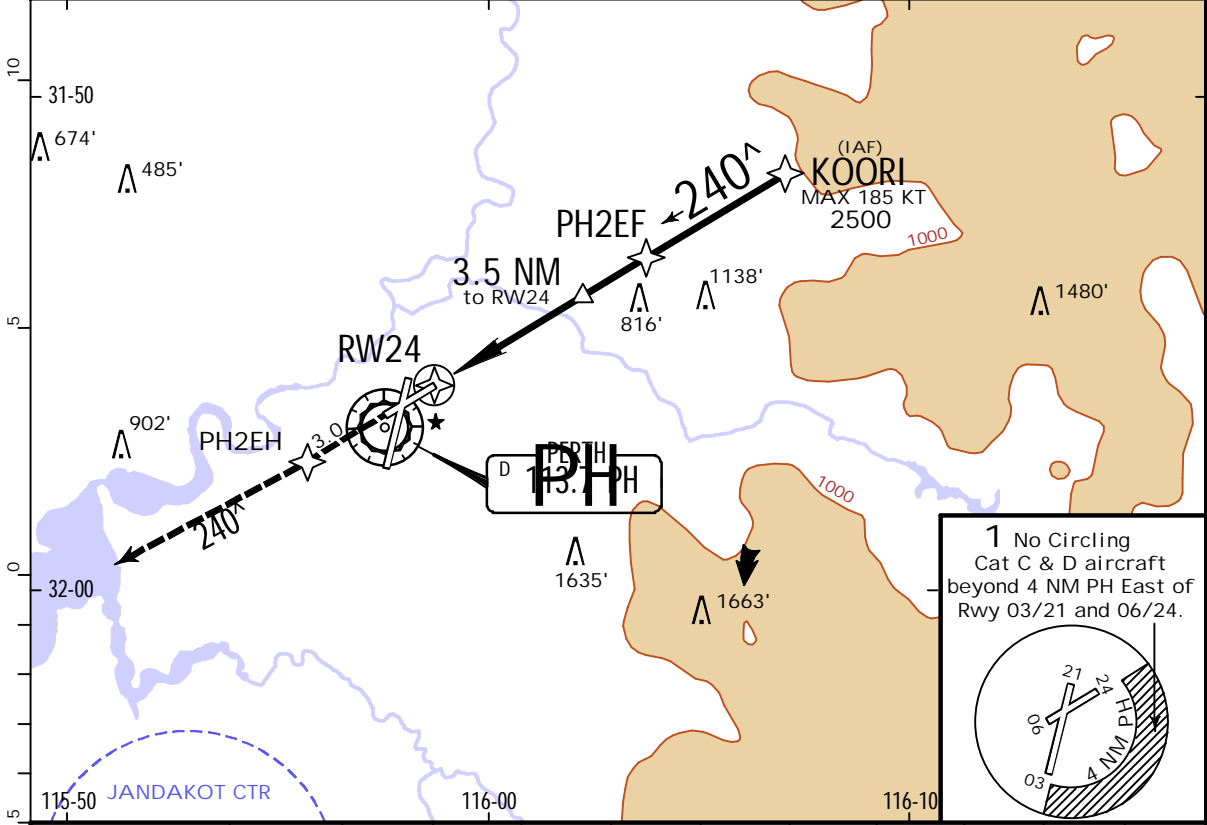 10
31-50
674'
485'
(IAF)
KOORI
MAX 185 KT
2500
240^
PH2EF
1000
3.5 NM
to RW24
1138'
816'
1480'
5
RW24
902'
PH2EH
3.0
PERTH
D
113.7 PH
PH
240^
1000
0
32-00
1635'
1663'
1 No Circling
Cat C & D aircraft
beyond 4 NM PH East of
Rwy 03/21 and 06/24.
21
24
06
03
4 NM PH
JANDAKOT CTR
5
115-50
116-00
116-10